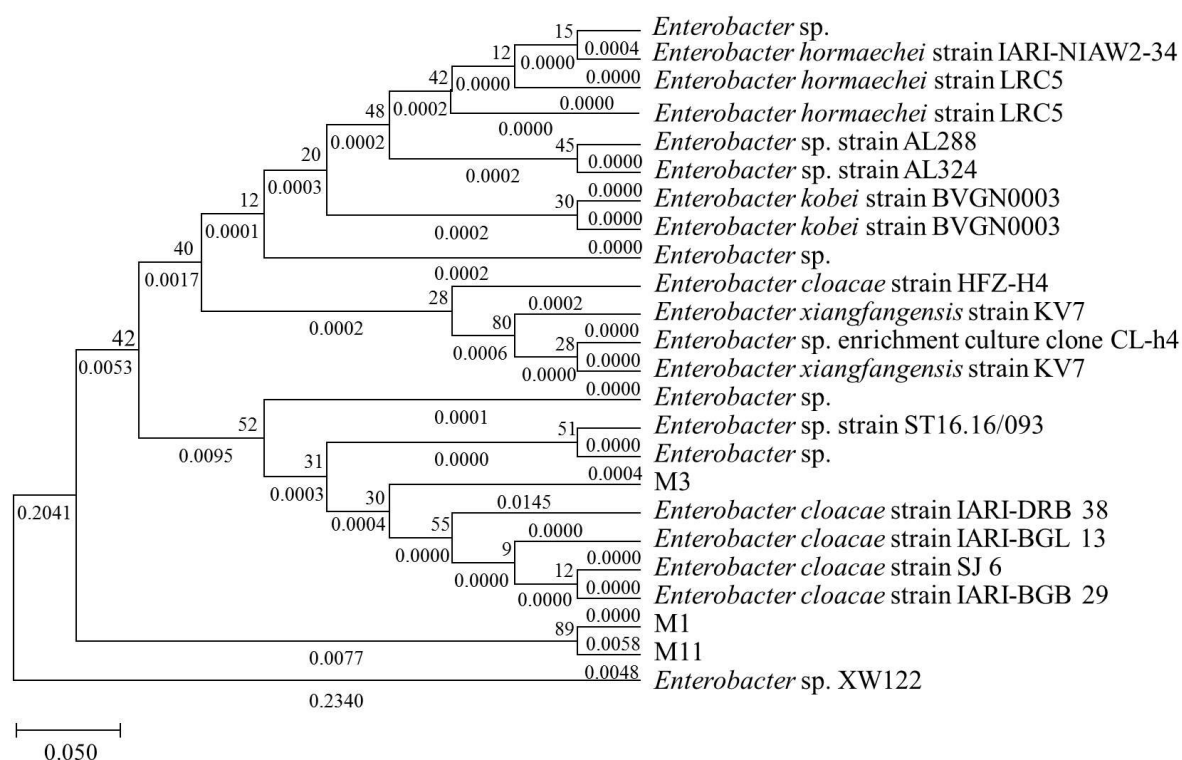 15 Enterobacter sp.
0.0004
12 Enterobacter hormaechei strain IARI-NIAW2-34
0.0000
42 0.0000 0.0000 Enterobacter hormaechei strain LRC5
48 0.0002 0.0000 Enterobacter hormaechei strain LRC5
0.0000
0.0002 45 Enterobacter sp. strain AL288
20 0.0000
0.0002 Enterobacter sp. strain AL324
0.0003 0.0000
12 30 Enterobacter kobei strain BVGN0003
0.0000
0.0001 0.0002 Enterobacter kobei strain BVGN0003
40 0.0000 Enterobacter sp.
0.0017 0.0002
28 Enterobacter cloacae strain HFZ-H4
0.0002 0.0002 Enterobacter xiangfangensis strain KV7
80 0.0000
42 0.0006 28 Enterobacter sp. enrichment culture clone CL-h4
0.0000
0.0053 0.0000 Enterobacter xiangfangensis strain KV7
0.0000
52 Enterobacter sp.
0.0001
0.0095 51 Enterobacter sp. strain ST16.16/093
0.0000
31 0.0000 Enterobacter sp.
0.0003 0.0004
30 M3
0.2041 0.0004 0.0145
55 Enterobacter cloacae strain IARI-DRB 38
0.0000 0.0000
9 Enterobacter cloacae strain IARI-BGL 13
0.0000 0.0000
12 Enterobacter cloacae strain SJ 6
0.0000
0.0000 Enterobacter cloacae strain IARI-BGB 29
0.0000
89 M1
0.0058
0.0077 M11
0.0048
Enterobacter sp. XW122
0.2340
0.050